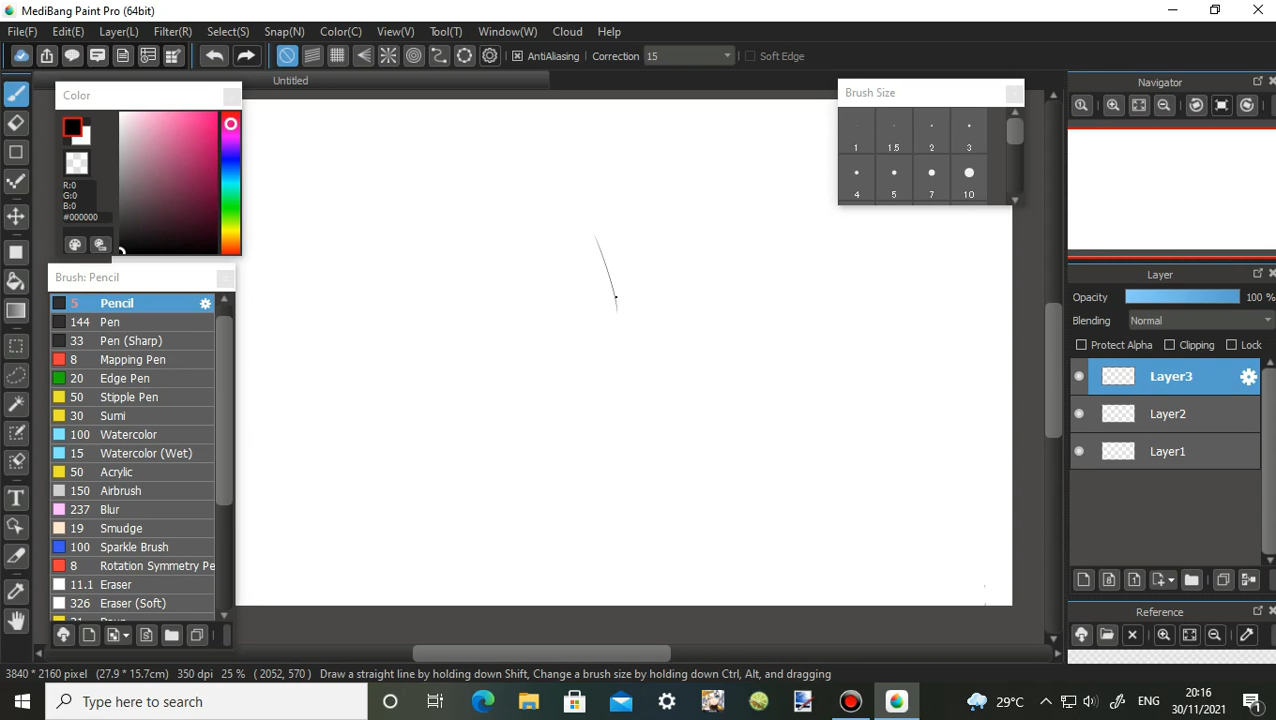 MediBang Paint Pro (64bit)
File(F) Edit(E) Layer(L) Filter(R) Select(S) Snap(N) Color(C) View(V) Tool(T) Window(W) Cloud Help
AntiAliasing Correction 15 Soft Edge
Untitled
Color
R:0
G:0
B:0
#000000
Brush: Pencil
5 Pencil
144 Pen
33 Pen (Sharp)
8 Mapping Pen
20 Edge Pen
50 Stipple Pen
30 Sumi
100 Watercolor
15 Watercolor (Wet)
50 Acrylic
150 Airbrush
237 Blur
19 Smudge
100 Sparkle Brush
8 Rotation Symmetry Pe
11.1 Eraser
326 Eraser (Soft)
Brush Size
1 1.5 2 3
4 5 7 10
Navigator
Layer
Opacity 100 %
Blending Normal
Protect Alpha Clipping Lock
Layer3
Layer2
Layer1
Reference
3840 * 2160 pixel (27.9 * 15.7cm) 350 dpi 25 % ( 2052, 570 ) Draw a straight line by holding down Shift, Change a brush size by holding down Ctrl, Alt, and dragging
Type here to search
29°C
ENG
20:16
30/11/2021
1